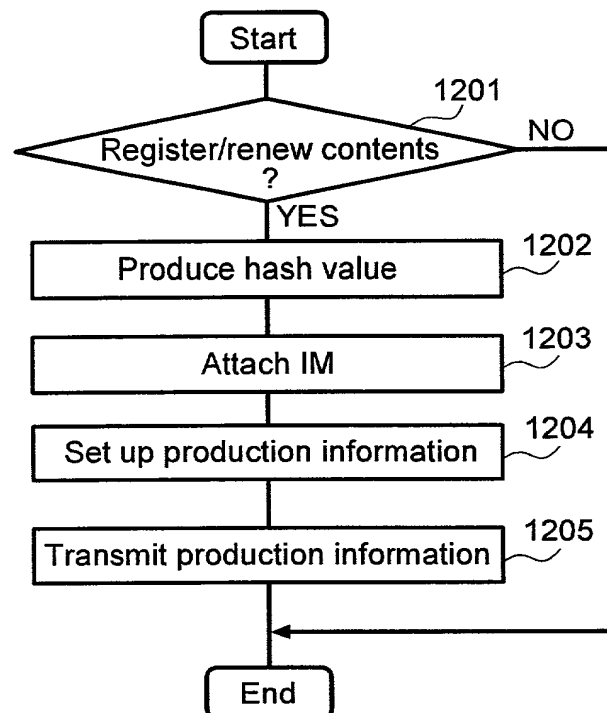 Start
1201
Register/renew contents
?
NO
YES
1202
Produce hash value
1203
Attach IM
1204
Set up production information
1205
Transmit production information
End